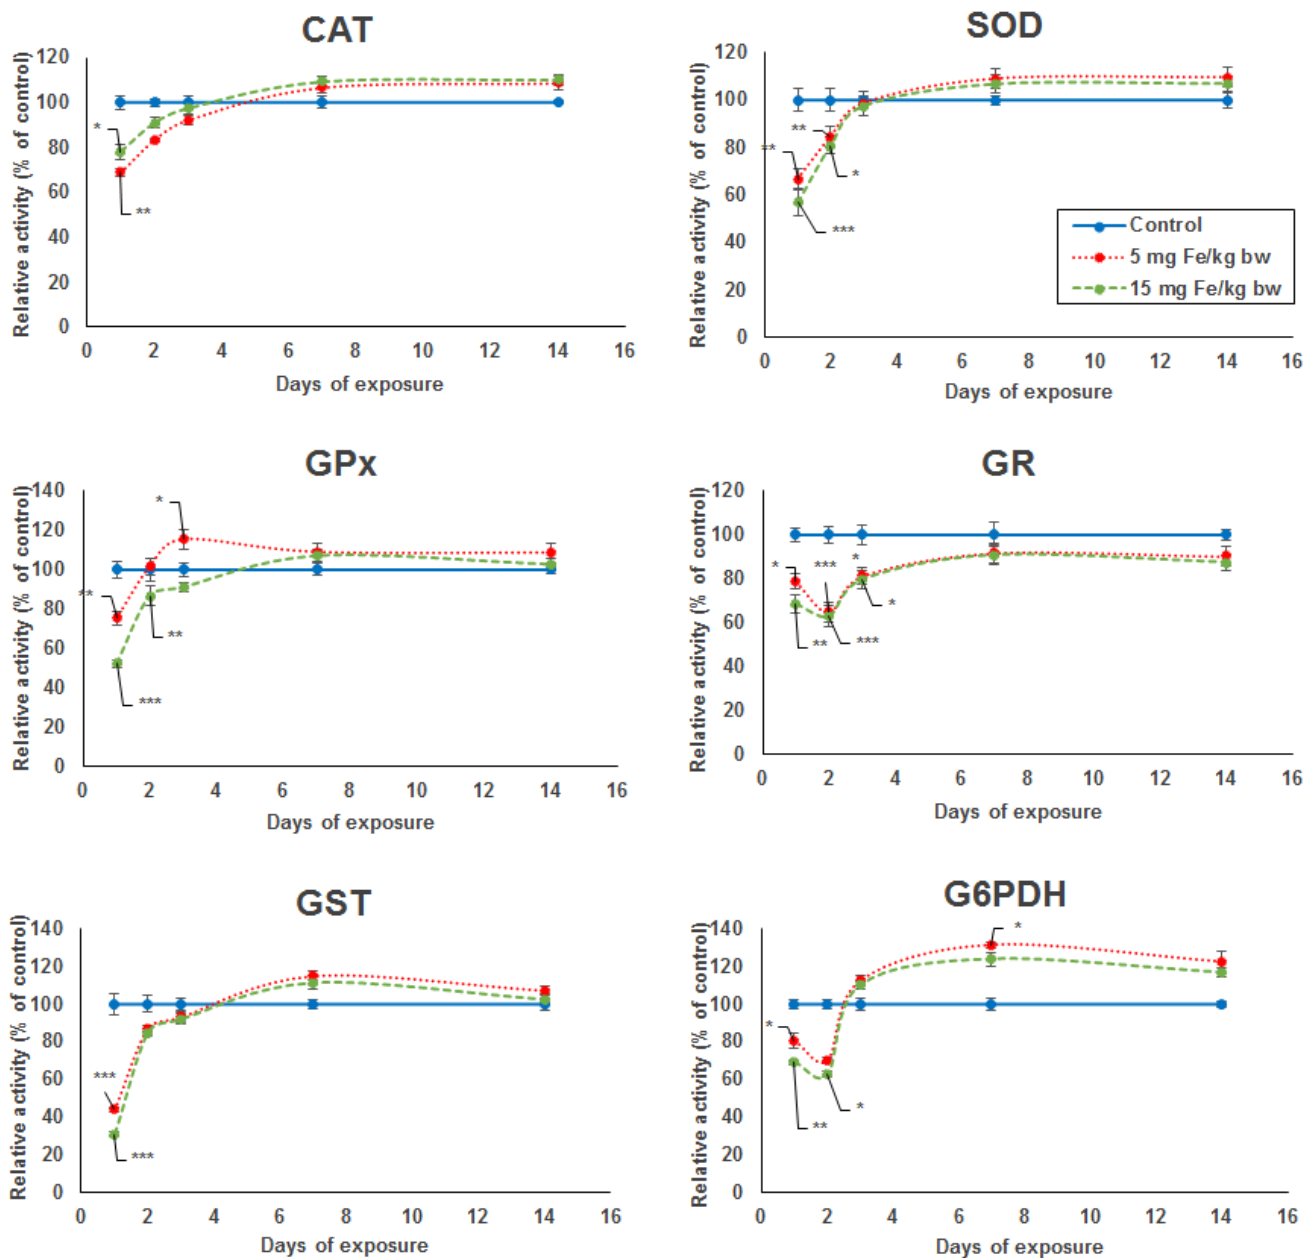 CAT
Relative activity (% of control)
120
100
80
60
40
20
0
*
**
0 2 4 6 8 10 12 14 16
Days of exposure
SOD
Relative activity (% of control)
120
100
80
60
40
20
0
**
**
*
***
Control
5 mg Fe/kg bw
15 mg Fe/kg bw
0 2 4 6 8 10 12 14 16
Days of exposure
GPx
Relative activity (% of control)
140
120
100
80
60
40
20
0
*
**
**
***
0 2 4 6 8 10 12 14 16
Days of exposure
GR
Relative activity (% of control)
120
100
80
60
40
20
0
*
***
*
*
**
***
0 2 4 6 8 10 12 14 16
Days of exposure
GST
Relative activity (% of control)
140
120
100
80
60
40
20
0
***
***
0 2 4 6 8 10 12 14 16
Days of exposure
G6PDH
Relative activity (% of control)
140
120
100
80
60
40
20
0
*
*
*
**
0 2 4 6 8 10 12 14 16
Days of exposure